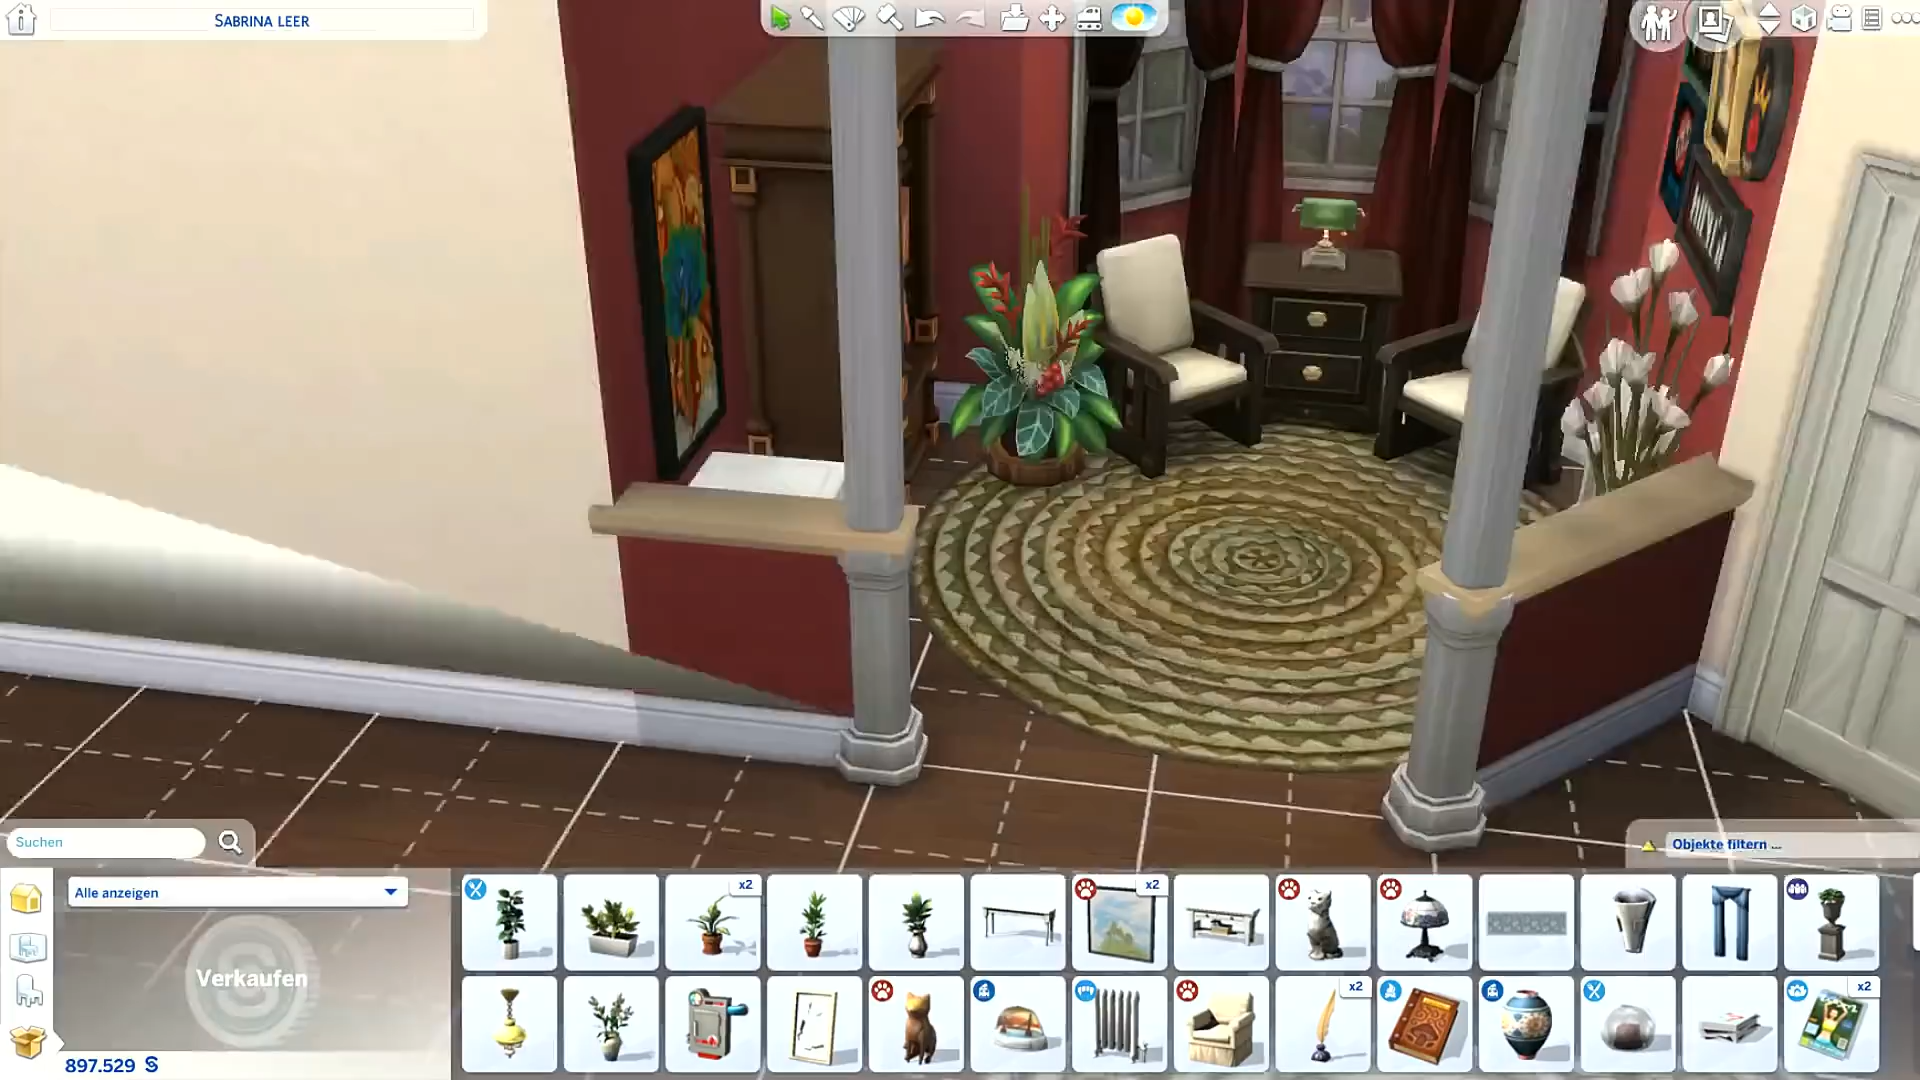 SABRINA LEER
Suchen
Objekte filtern ...
Alle anzeigen
Verkaufen
897.529 S
x2
x2
x2
x2